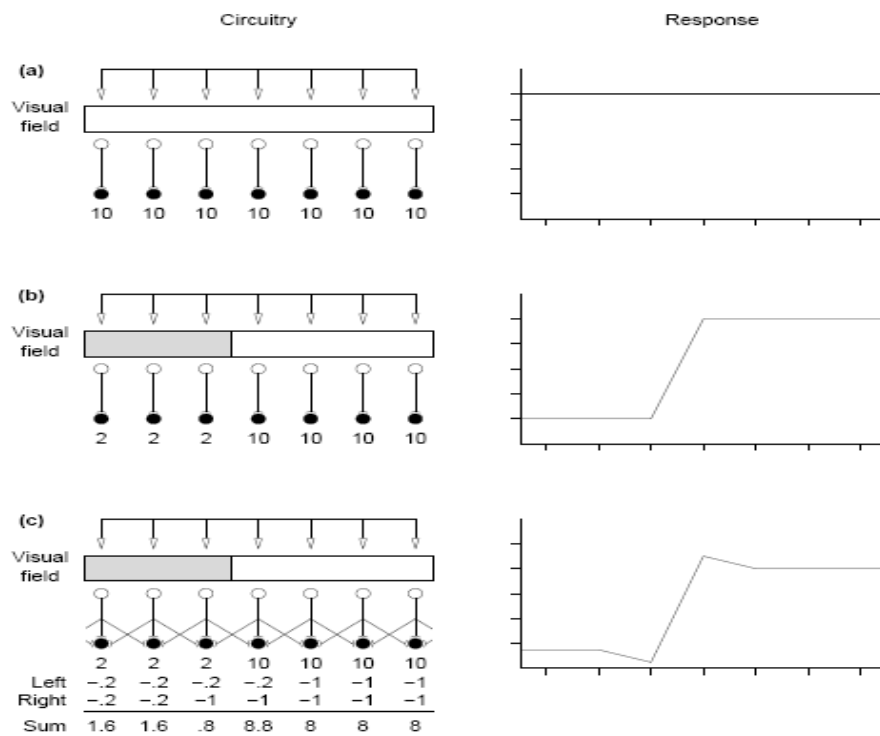 Circuitry Response
(a)
Visual
field
10 10 10 10 10 10 10
(b)
Visual
field
2 2 2 10 10 10 10
(c)
Visual
field
2 2 2 10 10 10 10
Left −.2 −.2 −.2 −.2 −1 −1 −1
Right −.2 −.2 −1 −1 −1 −1 −1
Sum 1.6 1.6 .8 8.8 8 8 8